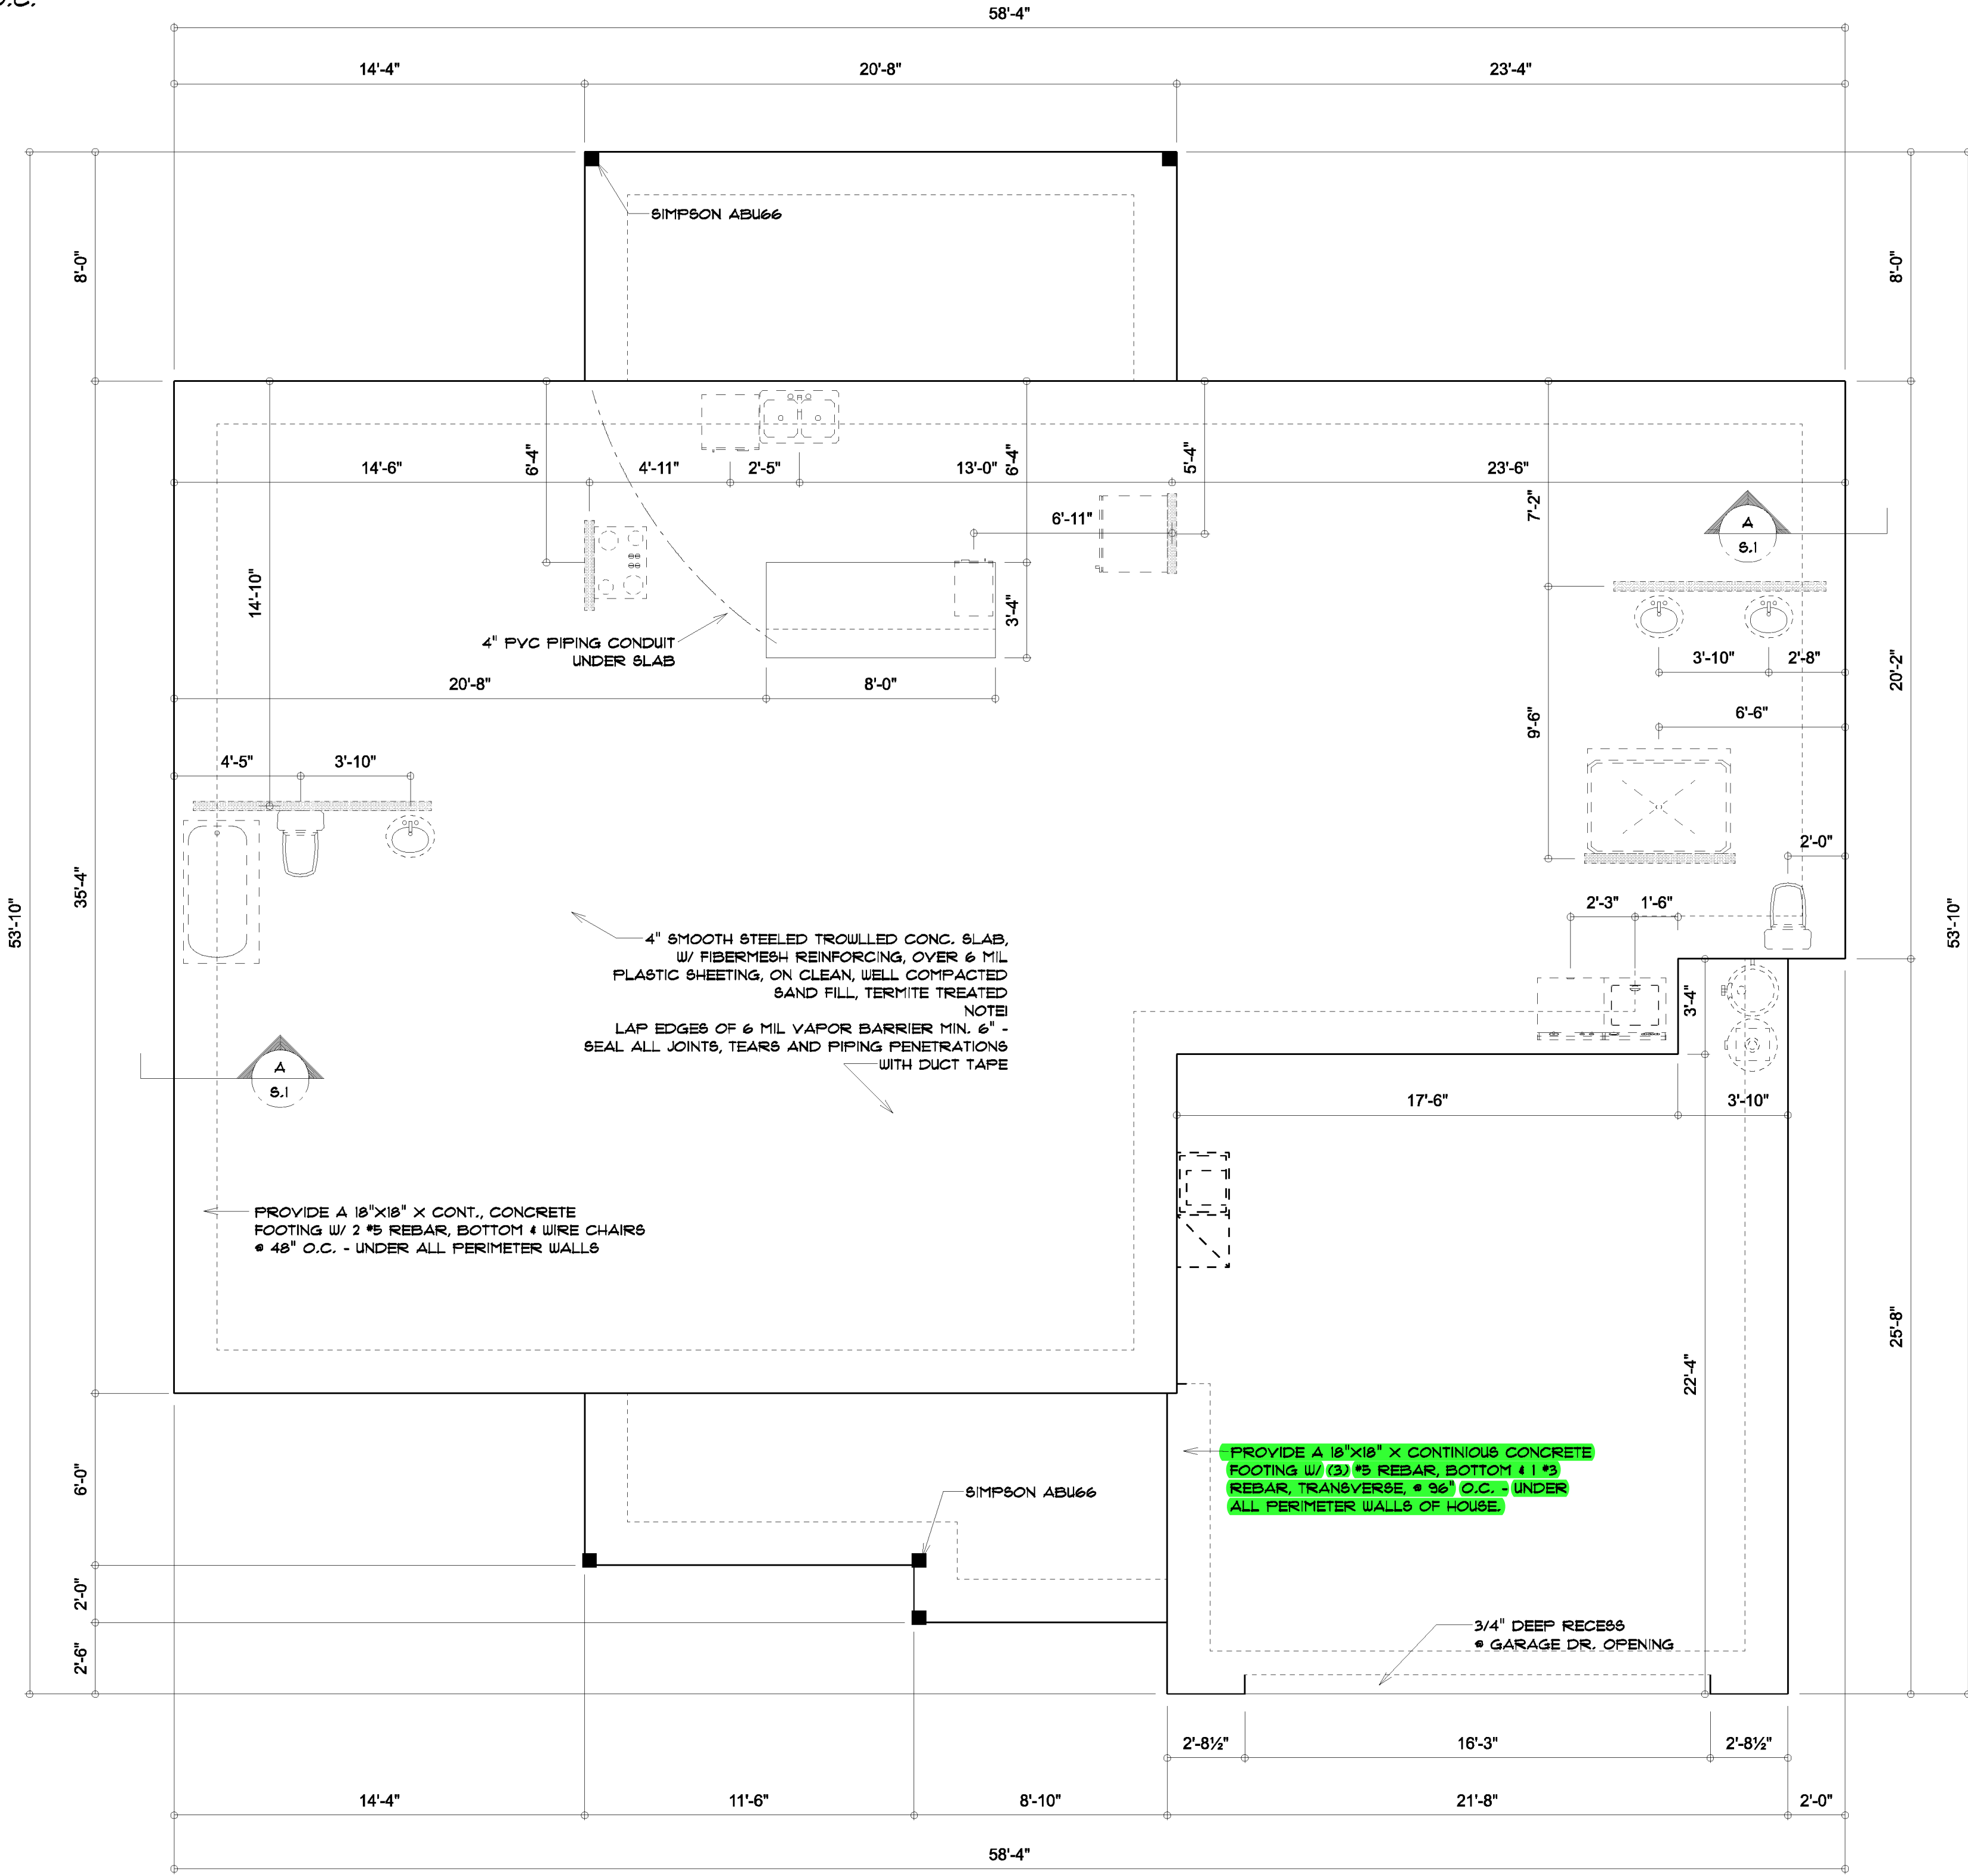 O.C.
58'-4"
14'-4"
20'-8"
23'-4"
8'-0"
8'-0"
SIMPSON ABU66
14'-6"
6'-4"
4'-11"
2'-5"
13'-0"
6'-4"
5'-4"
23'-6"
7'-2"
6'-11"
A
S.1
14'-10"
3'-4"
4" PVC PIPING CONDUIT
UNDER SLAB
3'-10"
2'-8"
20'-2"
20'-8"
8'-0"
6'-6"
9'-6"
4'-5"
3'-10"
2'-0"
53'-10"
35'-4"
2'-3"
1'-6"
53'-10"
4" SMOOTH STEELED TROWLLED CONC. SLAB,
W/ FIBERMESH REINFORCING, OVER 6 MIL
PLASTIC SHEETING, ON CLEAN, WELL COMPACTED
SAND FILL, TERMITE TREATED
NOTE!
LAP EDGES OF 6 MIL VAPOR BARRIER MIN. 6" -
SEAL ALL JOINTS, TEARS AND PIPING PENETRATIONS
WITH DUCT TAPE
3'-4"
A
S.1
17'-6"
3'-10"
PROVIDE A 18"X18" X CONT., CONCRETE
FOOTING W/ 2 #5 REBAR, BOTTOM & WIRE CHAIRS
@ 48" O.C. - UNDER ALL PERIMETER WALLS
25'-8"
22'-4"
PROVIDE A 18"X18" X CONTINIOUS CONCRETE
FOOTING W/ (3) #5 REBAR, BOTTOM & 1 #3
REBAR, TRANSVERSE, @ 96" O.C. - UNDER
ALL PERIMETER WALLS OF HOUSE.
6'-0"
SIMPSON ABU66
2'-0"
2'-6"
3/4" DEEP RECESS
@ GARAGE DR. OPENING
2'-8½"
16'-3"
2'-8½"
14'-4"
11'-6"
8'-10"
21'-8"
2'-0"
58'-4"